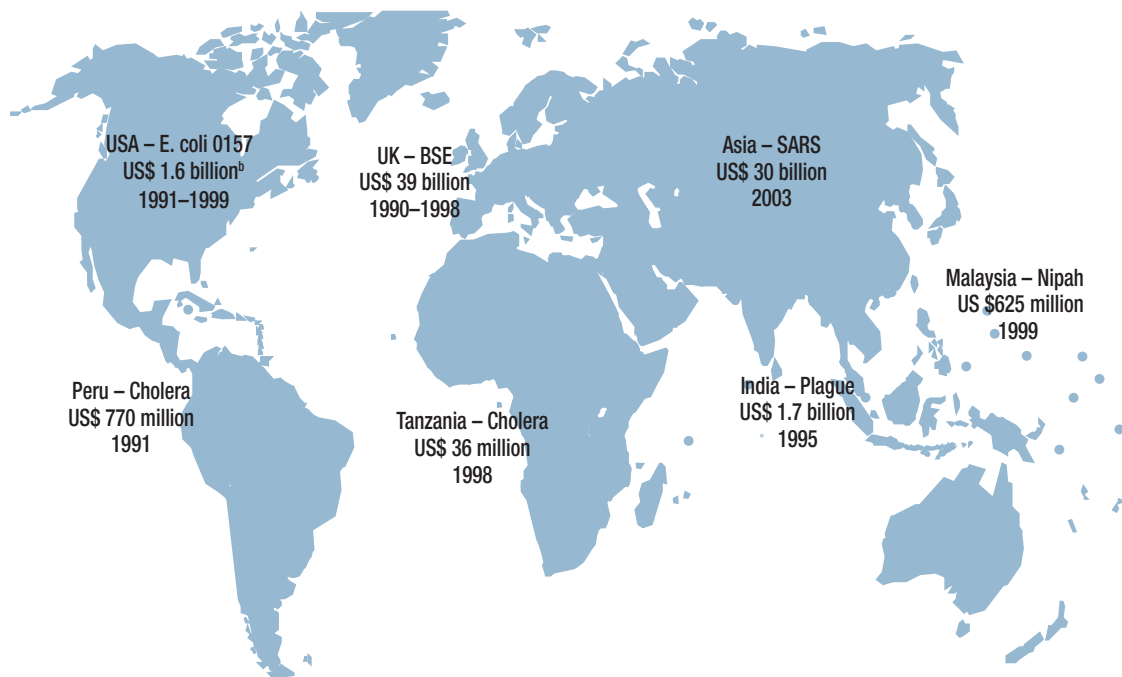 USA – E. coli 0157
US$ 1.6 billionᵇ
1991–1999
UK – BSE
US$ 39 billion
1990–1998
Asia – SARS
US$ 30 billion
2003
Malaysia – Nipah
US $625 million
1999
Peru – Cholera
US$ 770 million
1991
Tanzania – Cholera
US$ 36 million
1998
India – Plague
US$ 1.7 billion
1995